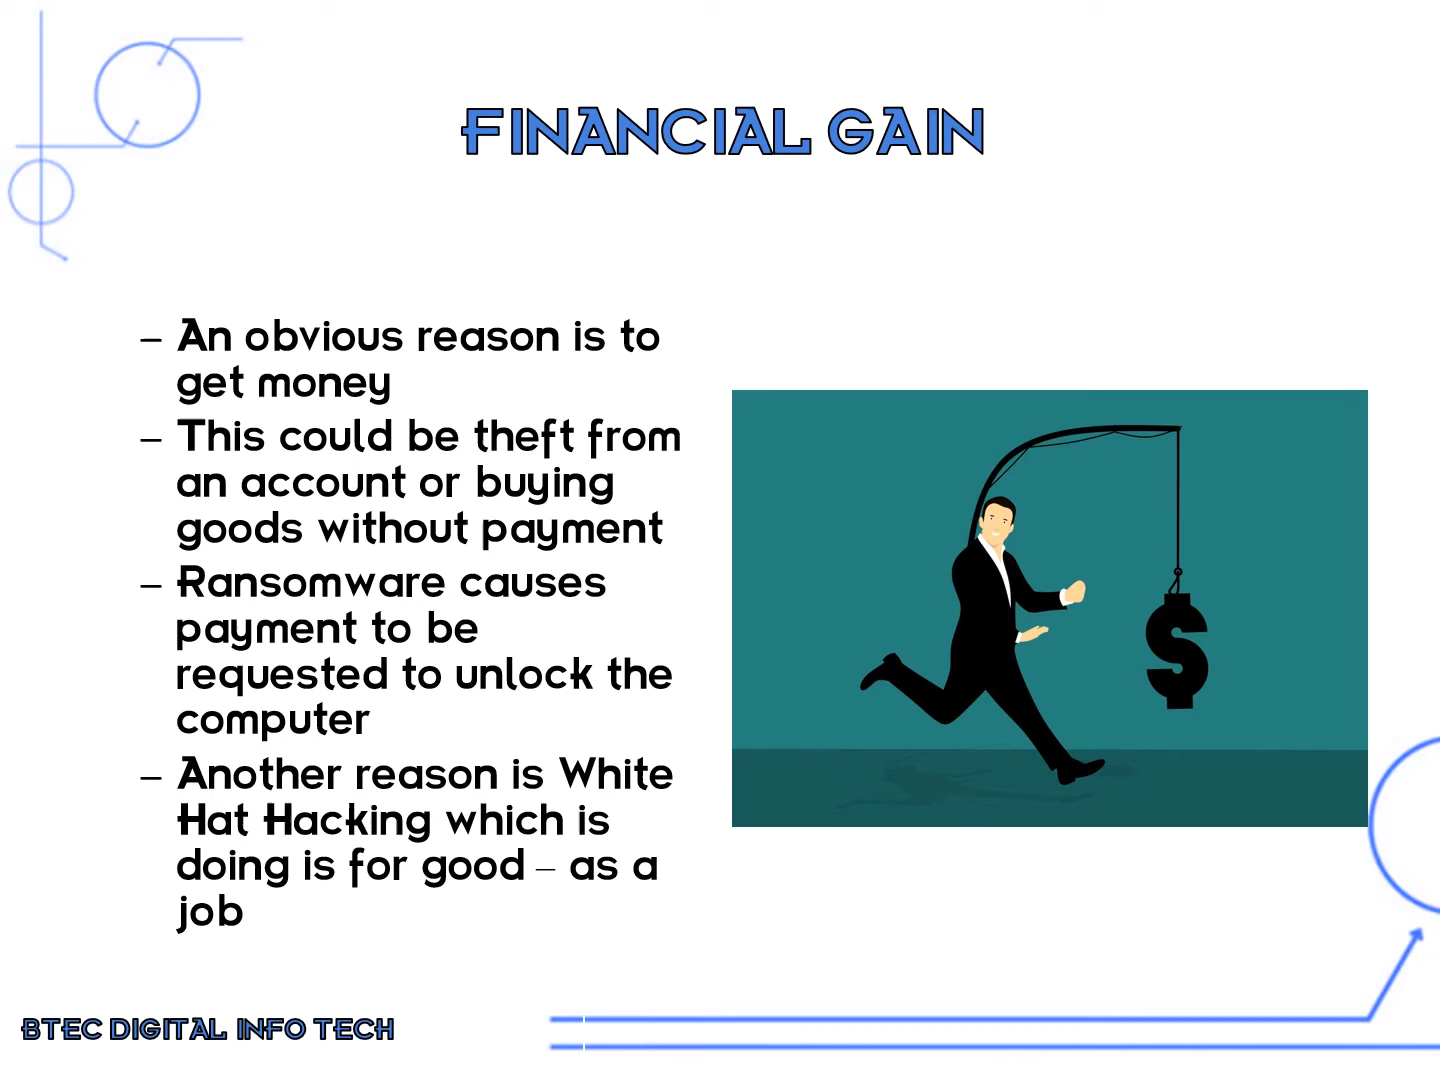 FINANCIAL GAIN
– An obvious reason is to
get money
– This could be theft from
an account or buying
goods without payment
– Ransomware causes
payment to be
requested to unlock the
computer
– Another reason is White
Hat Hacking which is
doing is for good – as a
job
$
BTEC DIGITAL INFO TECH